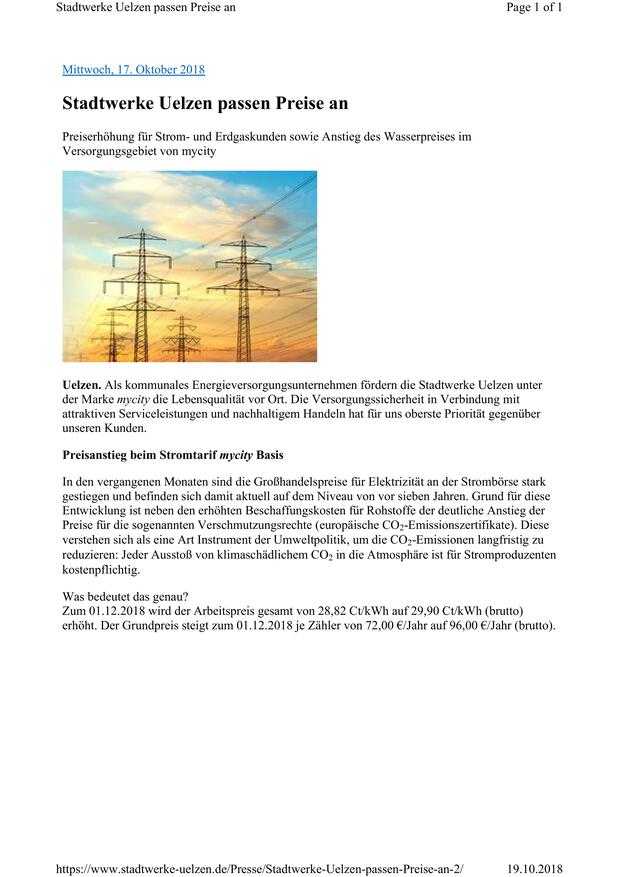 Stadtwerke Uelzen passen Preise an Page 1 of 1
Mittwoch, 17. Oktober 2018
Stadtwerke Uelzen passen Preise an
Preiserhöhung für Strom- und Erdgaskunden sowie Anstieg des Wasserpreises im
Versorgungsgebiet von mycity
Uelzen. Als kommunales Energieversorgungsunternehmen fördern die Stadtwerke Uelzen unter
der Marke mycity die Lebensqualität vor Ort. Die Versorgungssicherheit in Verbindung mit
attraktiven Serviceleistungen und nachhaltigem Handeln hat für uns oberste Priorität gegenüber
unseren Kunden.
Preisanstieg beim Stromtarif mycity Basis
In den vergangenen Monaten sind die Großhandelspreise für Elektrizität an der Strombörse stark
gestiegen und befinden sich damit aktuell auf dem Niveau von vor sieben Jahren. Grund für diese
Entwicklung ist neben den erhöhten Beschaffungskosten für Rohstoffe der deutliche Anstieg der
Preise für die sogenannten Verschmutzungsrechte (europäische CO₂-Emissionszertifikate). Diese
verstehen sich als eine Art Instrument der Umweltpolitik, um die CO₂-Emissionen langfristig zu
reduzieren: Jeder Ausstoß von klimaschädlichem CO₂ in die Atmosphäre ist für Stromproduzenten
kostenpflichtig.
Was bedeutet das genau?
Zum 01.12.2018 wird der Arbeitspreis gesamt von 28,82 Ct/kWh auf 29,90 Ct/kWh (brutto)
erhöht. Der Grundpreis steigt zum 01.12.2018 je Zähler von 72,00 €/Jahr auf 96,00 €/Jahr (brutto).
https://www.stadtwerke-uelzen.de/Presse/Stadtwerke-Uelzen-passen-Preise-an-2/ 19.10.2018